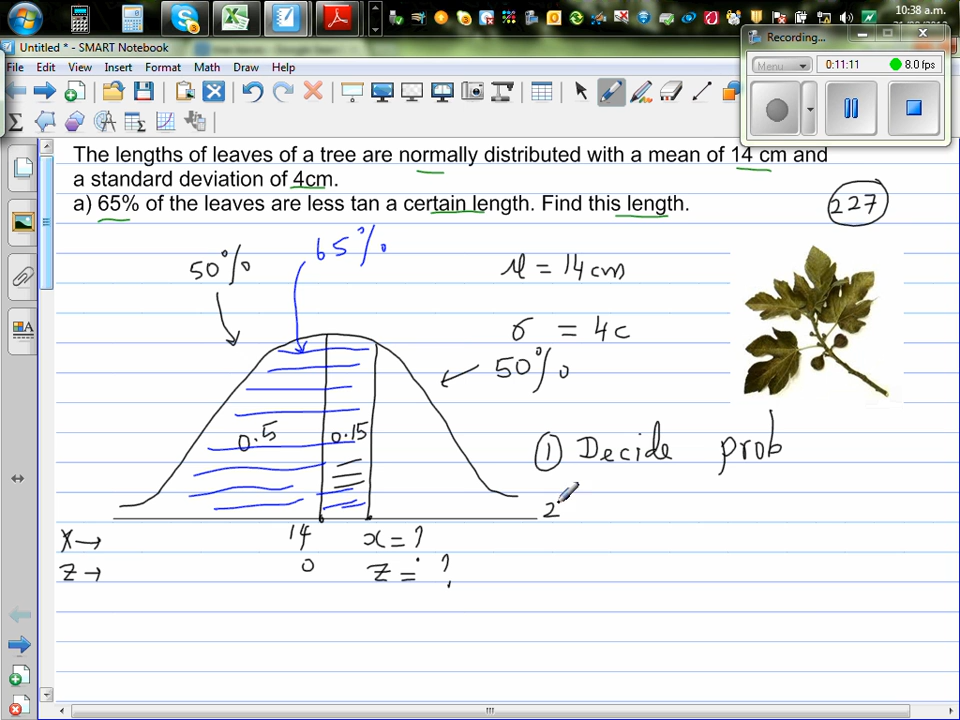 10:38 a.m.
Untitled * - SMART Notebook
Recording...
File Edit View Insert Format Math Draw Help
Menu 0:11:11 8.0 fps
The lengths of leaves of a tree are normally distributed with a mean of 14 cm and
a standard deviation of 4cm.
a) 65% of the leaves are less tan a certain length. Find this length.
227
50% 65% μ = 14cm
σ = 4c
50%
0.5 0.15
① Decide prob
2
X→ 14 x = ?
Z→ 0 Z = ?